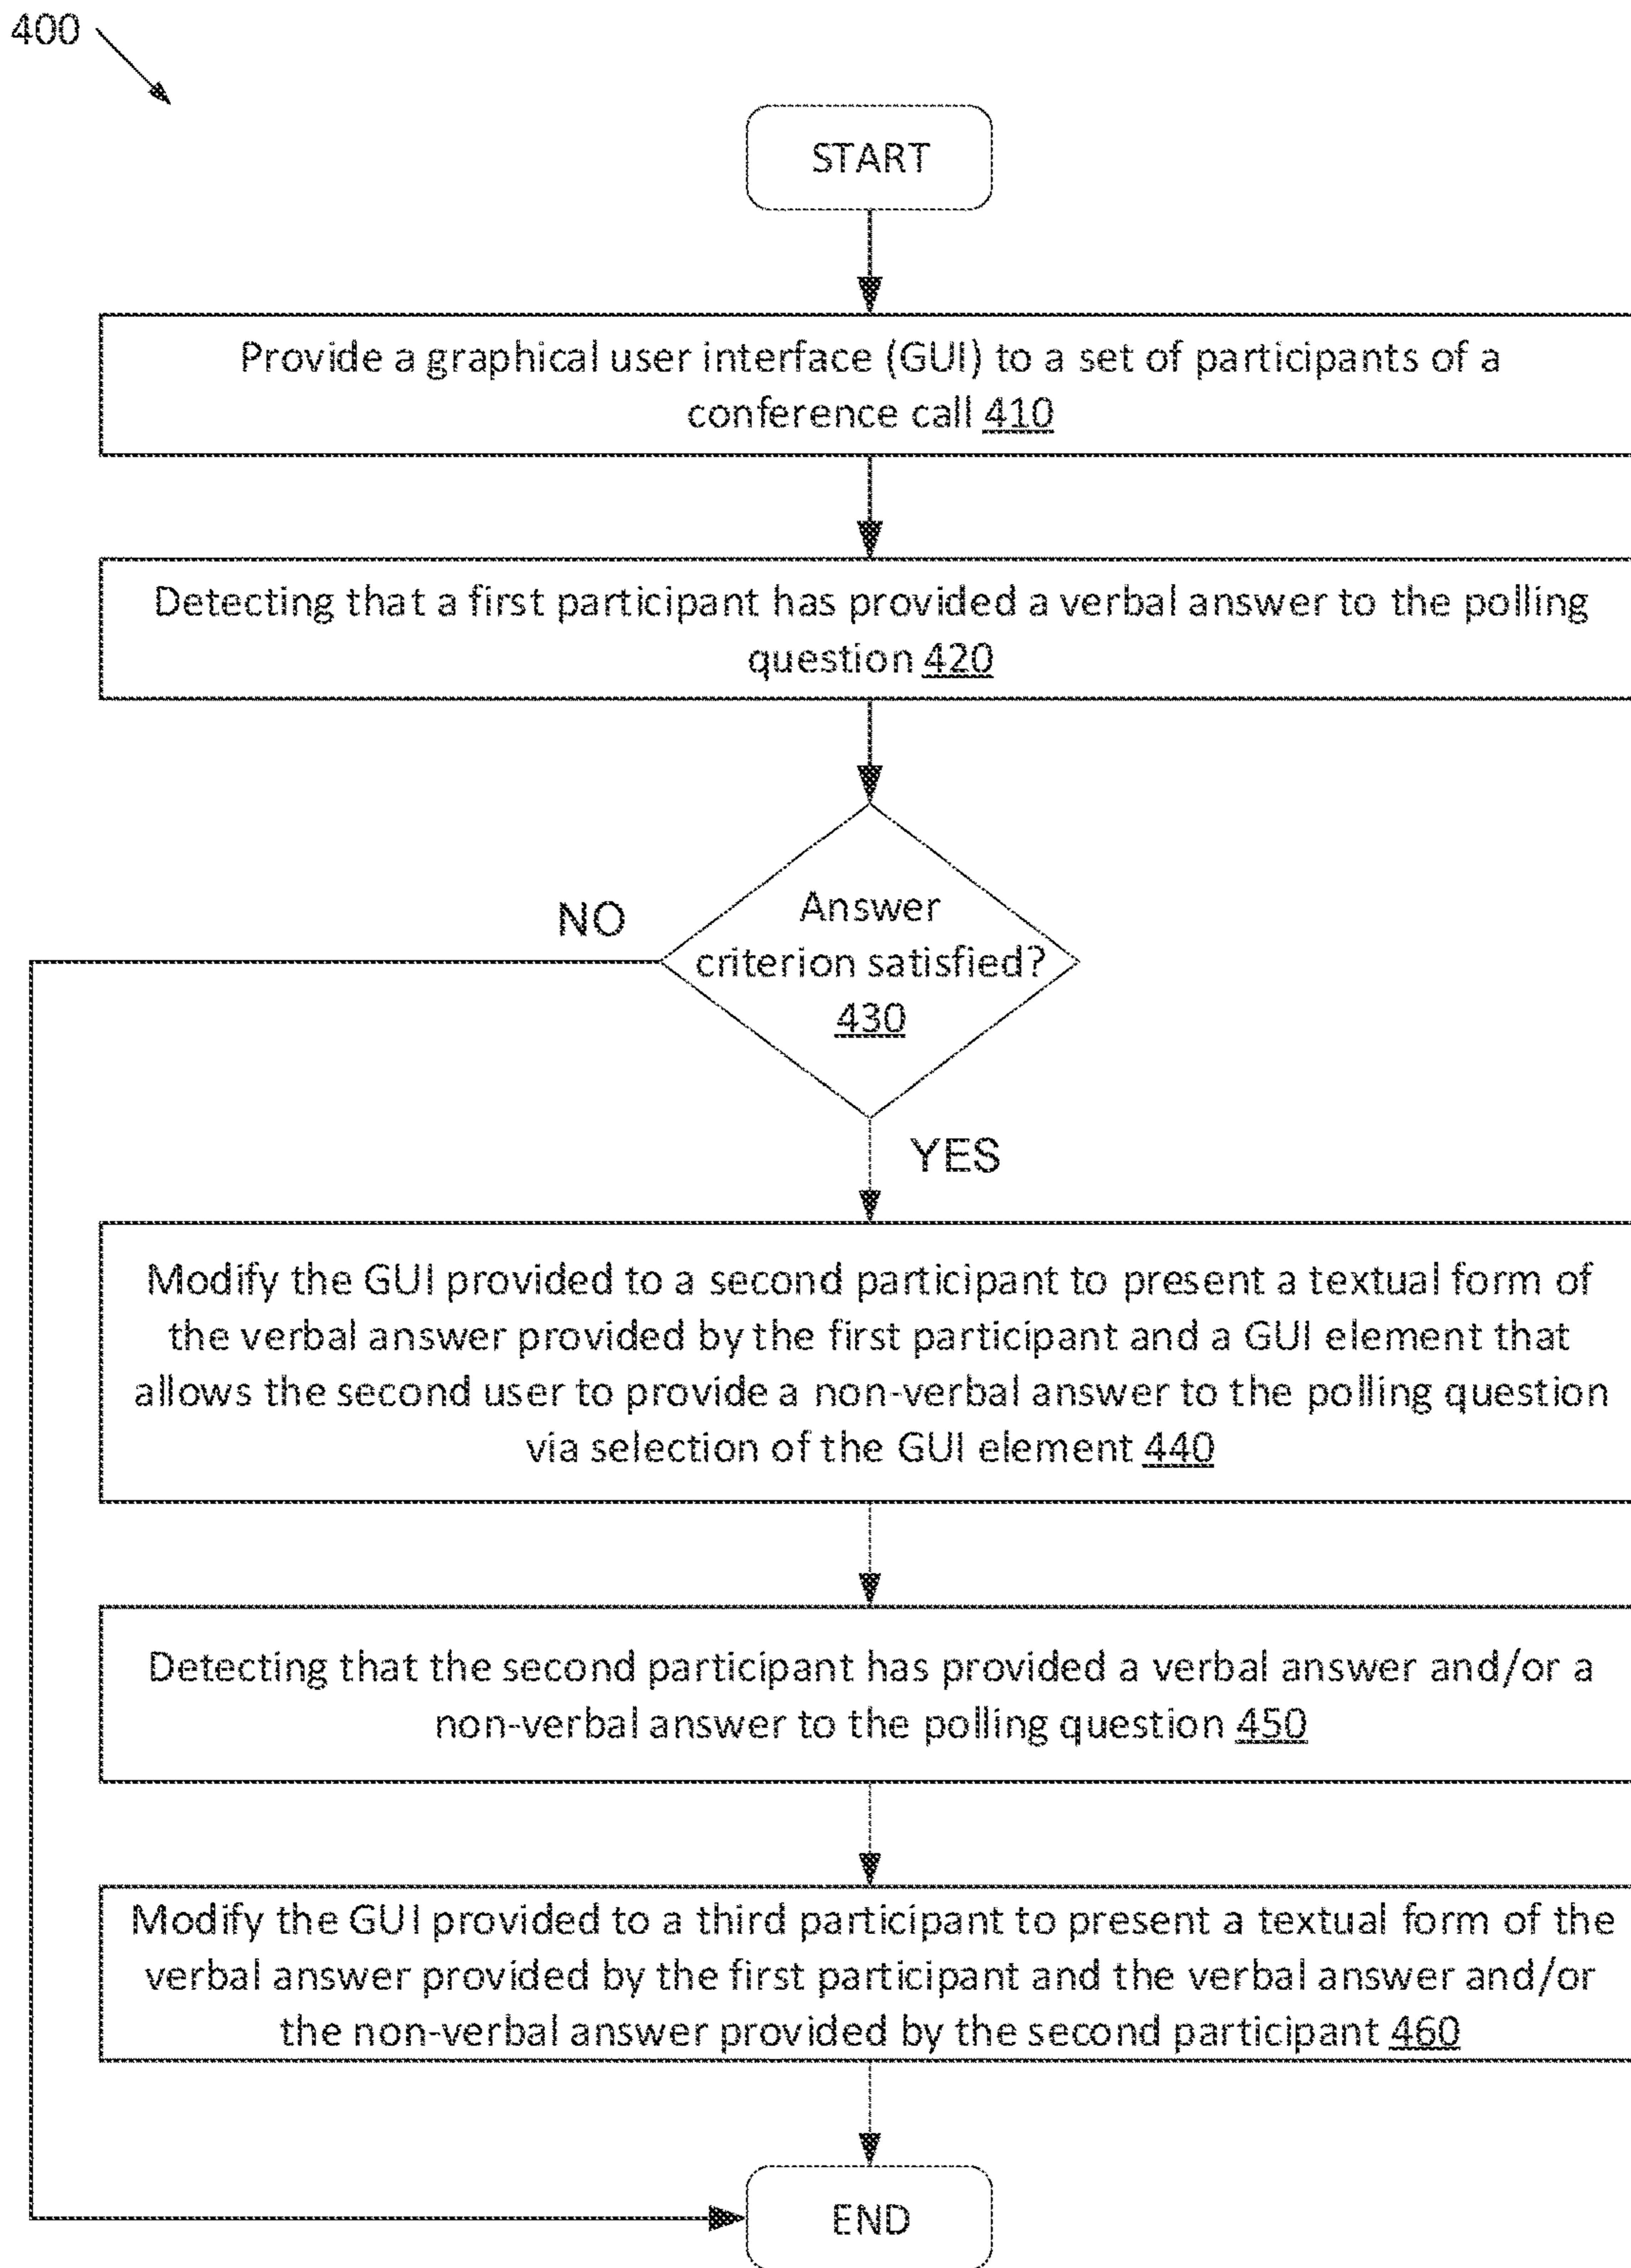 400
START
Provide a graphical user interface (GUI) to a set of participants of a
conference call 410
Detecting that a first participant has provided a verbal answer to the polling
question 420
Answer
criterion satisfied?
430
NO
YES
Modify the GUI provided to a second participant to present a textual form of
the verbal answer provided by the first participant and a GUI element that
allows the second user to provide a non-verbal answer to the polling question
via selection of the GUI element 440
Detecting that the second participant has provided a verbal answer and/or a
non-verbal answer to the polling question 450
Modify the GUI provided to a third participant to present a textual form of the
verbal answer provided by the first participant and the verbal answer and/or
the non-verbal answer provided by the second participant 460
END